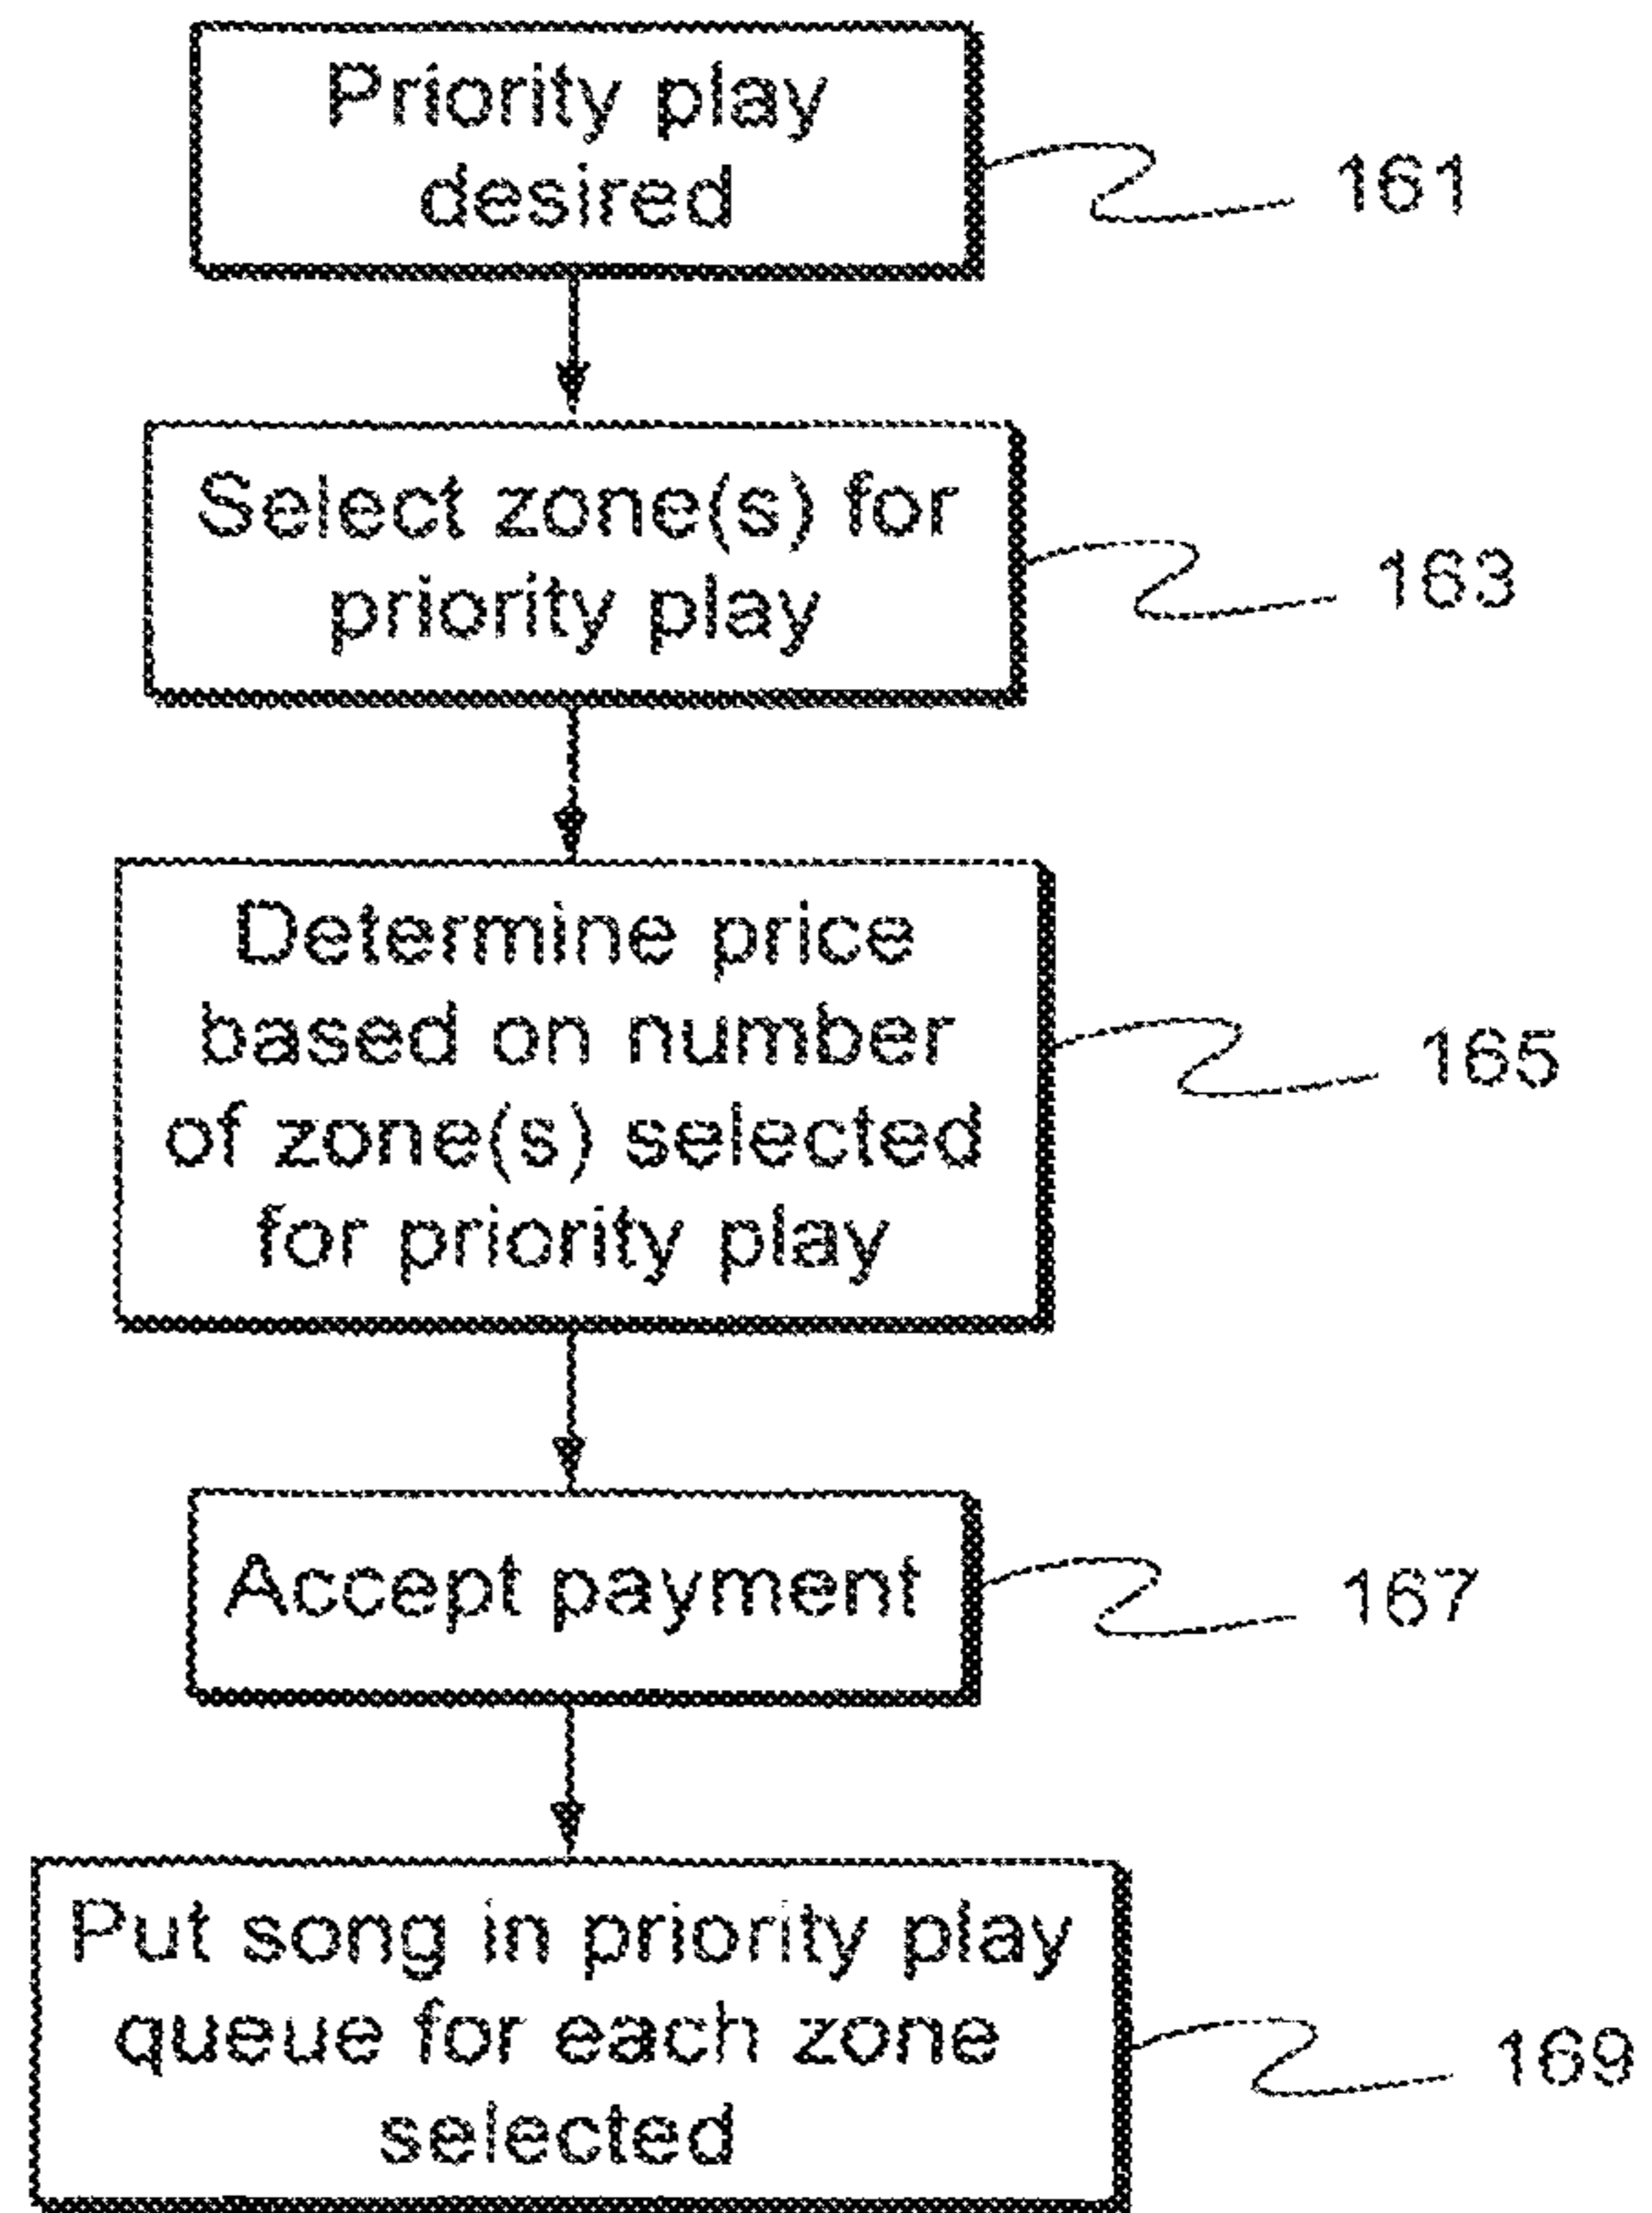 Priority play
desired
161
Select zone(s) for
priority play
163
Determine price
based on number
of zone(s) selected
for priority play
165
Accept payment
167
Put song in priority play
queue for each zone
selected
169